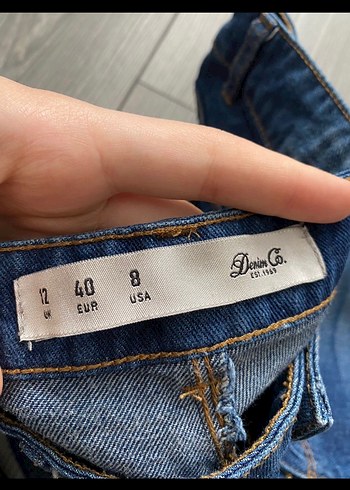 12 40 8
UK EUR USA
Denim Co.
EST. 1969